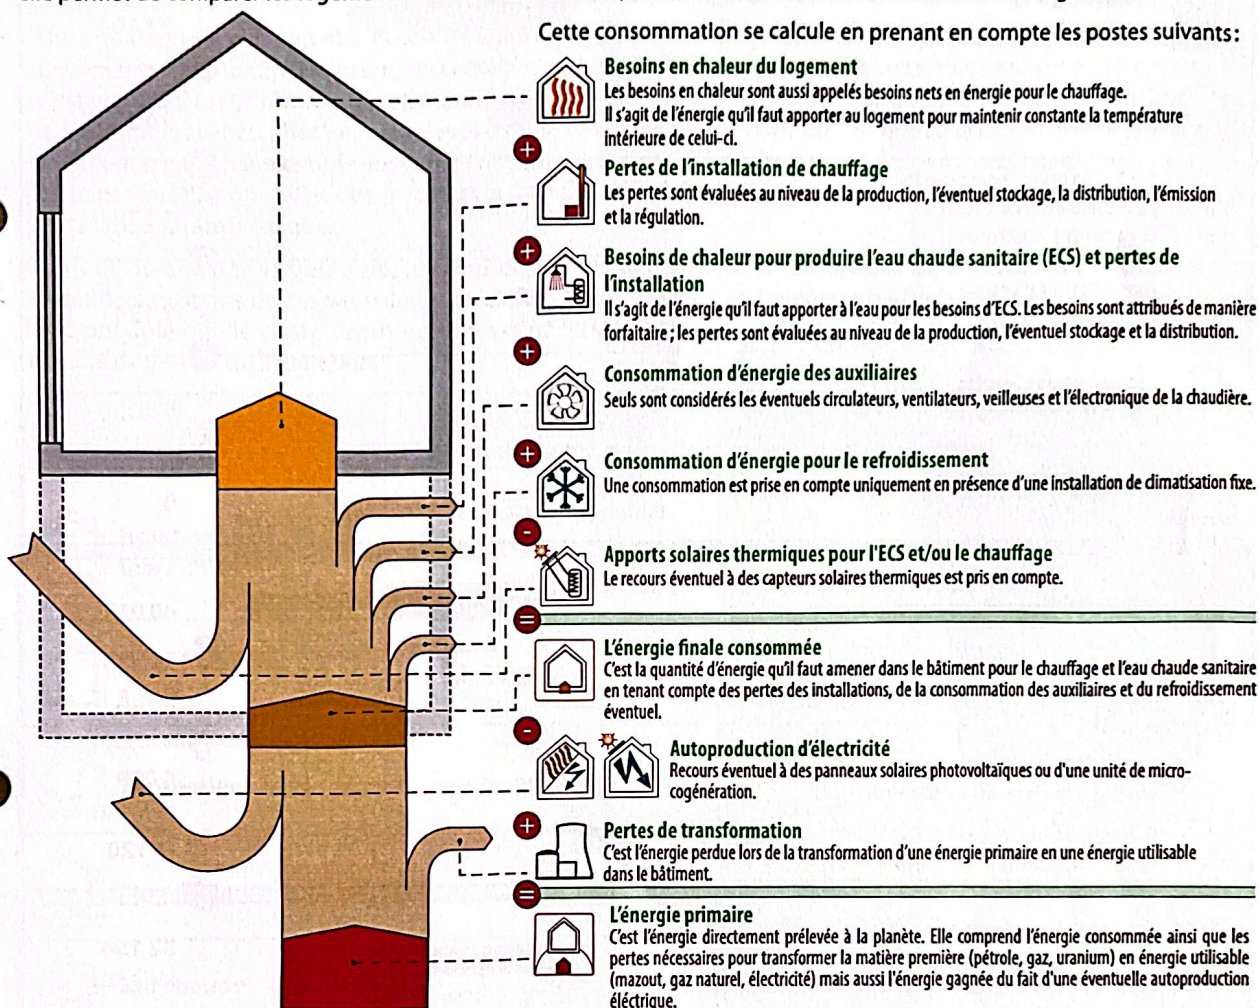 Cette consommation se calcule en prenant en compte les postes suivants:
Besoins en chaleur du logement
Les besoins en chaleur sont aussi appelés besoins nets en énergie pour le chauffage.
Il s'agit de l'énergie qu'il faut apporter au logement pour maintenir constante la température
intérieure de celui-ci.
+
Pertes de l'installation de chauffage
Les pertes sont évaluées au niveau de la production, l'éventuel stockage, la distribution, l'émission
et la régulation.
+
Besoins de chaleur pour produire l'eau chaude sanitaire (ECS) et pertes de
l'installation
Il s'agit de l'énergie qu'il faut apporter à l'eau pour les besoins d'ECS. Les besoins sont attribués de manière
forfaitaire ; les pertes sont évaluées au niveau de la production, l'éventuel stockage et la distribution.
+
Consommation d'énergie des auxiliaires
Seuls sont considérés les éventuels circulateurs, ventilateurs, veilleuses et l'électronique de la chaudière.
+
Consommation d'énergie pour le refroidissement
Une consommation est prise en compte uniquement en présence d'une installation de climatisation fixe.
-
Apports solaires thermiques pour l'ECS et/ou le chauffage
Le recours éventuel à des capteurs solaires thermiques est pris en compte.
=
L'énergie finale consommée
C'est la quantité d'énergie qu'il faut amener dans le bâtiment pour le chauffage et l'eau chaude sanitaire
en tenant compte des pertes des installations, de la consommation des auxiliaires et du refroidissement
éventuel.
-
Autoproduction d'électricité
Recours éventuel à des panneaux solaires photovoltaïques ou d'une unité de micro-
cogénération.
+
Pertes de transformation
C'est l'énergie perdue lors de la transformation d'une énergie primaire en une énergie utilisable
dans le bâtiment.
=
L'énergie primaire
C'est l'énergie directement prélevée à la planète. Elle comprend l'énergie consommée ainsi que les
pertes nécessaires pour transformer la matière première (pétrole, gaz, uranium) en énergie utilisable
(mazout, gaz naturel, électricité) mais aussi l'énergie gagnée du fait d'une éventuelle autoproduction
éléctrique.